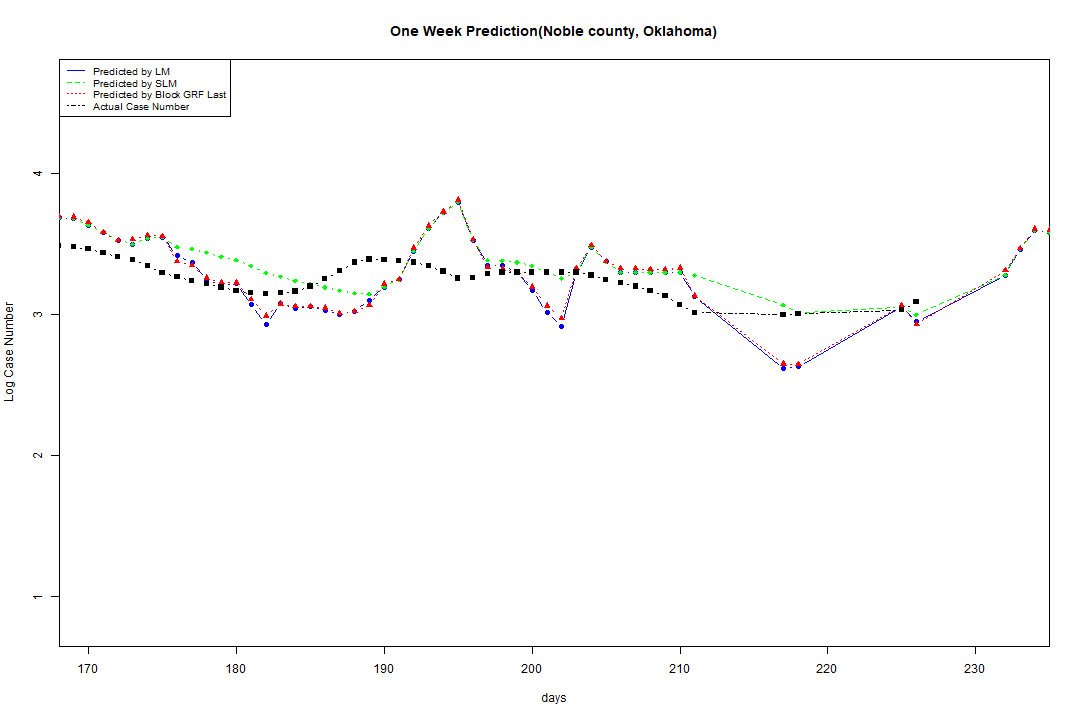 One Week Prediction(Noble county, Oklahoma)
Predicted by LM
Predicted by SLM
Predicted by Block GRF Last
Actual Case Number
4
3
2
1
Log Case Number
170 180 190 200 210 220 230
days